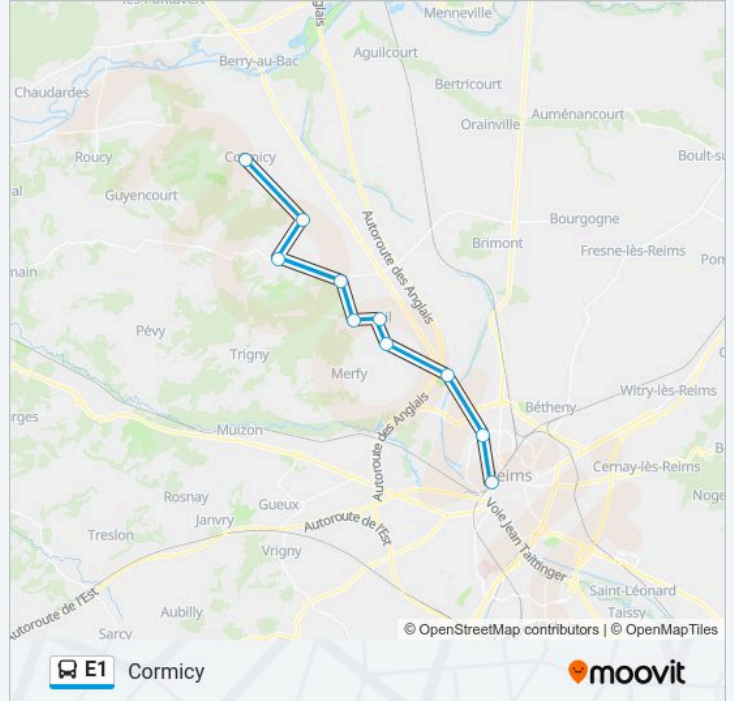 Menneville
Aguilcourt
Berry-au-Bac
Bertricourt
Chaudardes
Auménancourt
Orainville
Roucy
Cormicy
Guyencourt
Bourgogne
Autoroute des Anglais
Brimont
Fresne-lès-Reims
Pévy
Trigny
Merfy
Witry-lès-Reims
Bétheny
Muizon
Autoroute des Anglais
Cernay-lès-Reims
Rosnay
Gueux
Janvry
Autoroute de l'Est
Voie Jean Taittinger
Treslon
Vrigny
Saint-Léonard
Aubilly
Taissy
Autoroute de l'Est
Sarcy
© OpenStreetMap contributors | © OpenMapTiles
E1 Cormicy
moovit